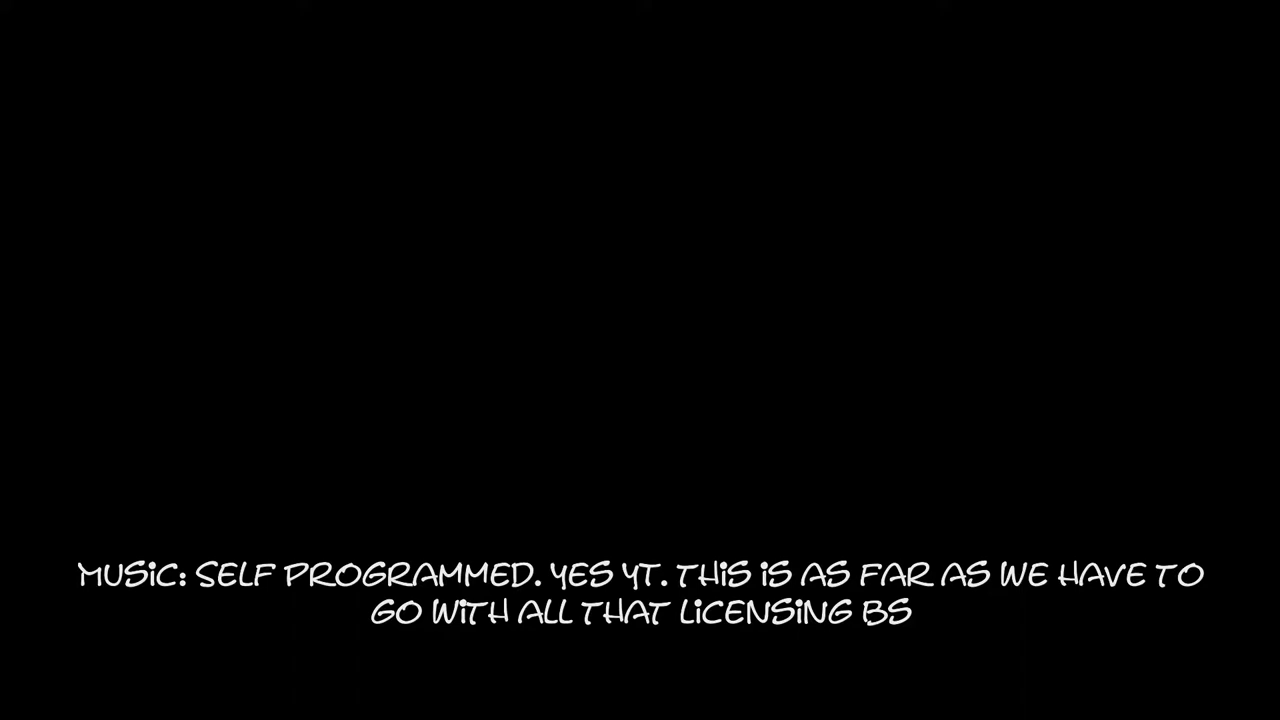 MUSiC: SELF PROGRAMMED. YES YT. THiS iS AS FAR AS WE HAVE TO
GO WiTH ALL THAT LiCENSiNG BS